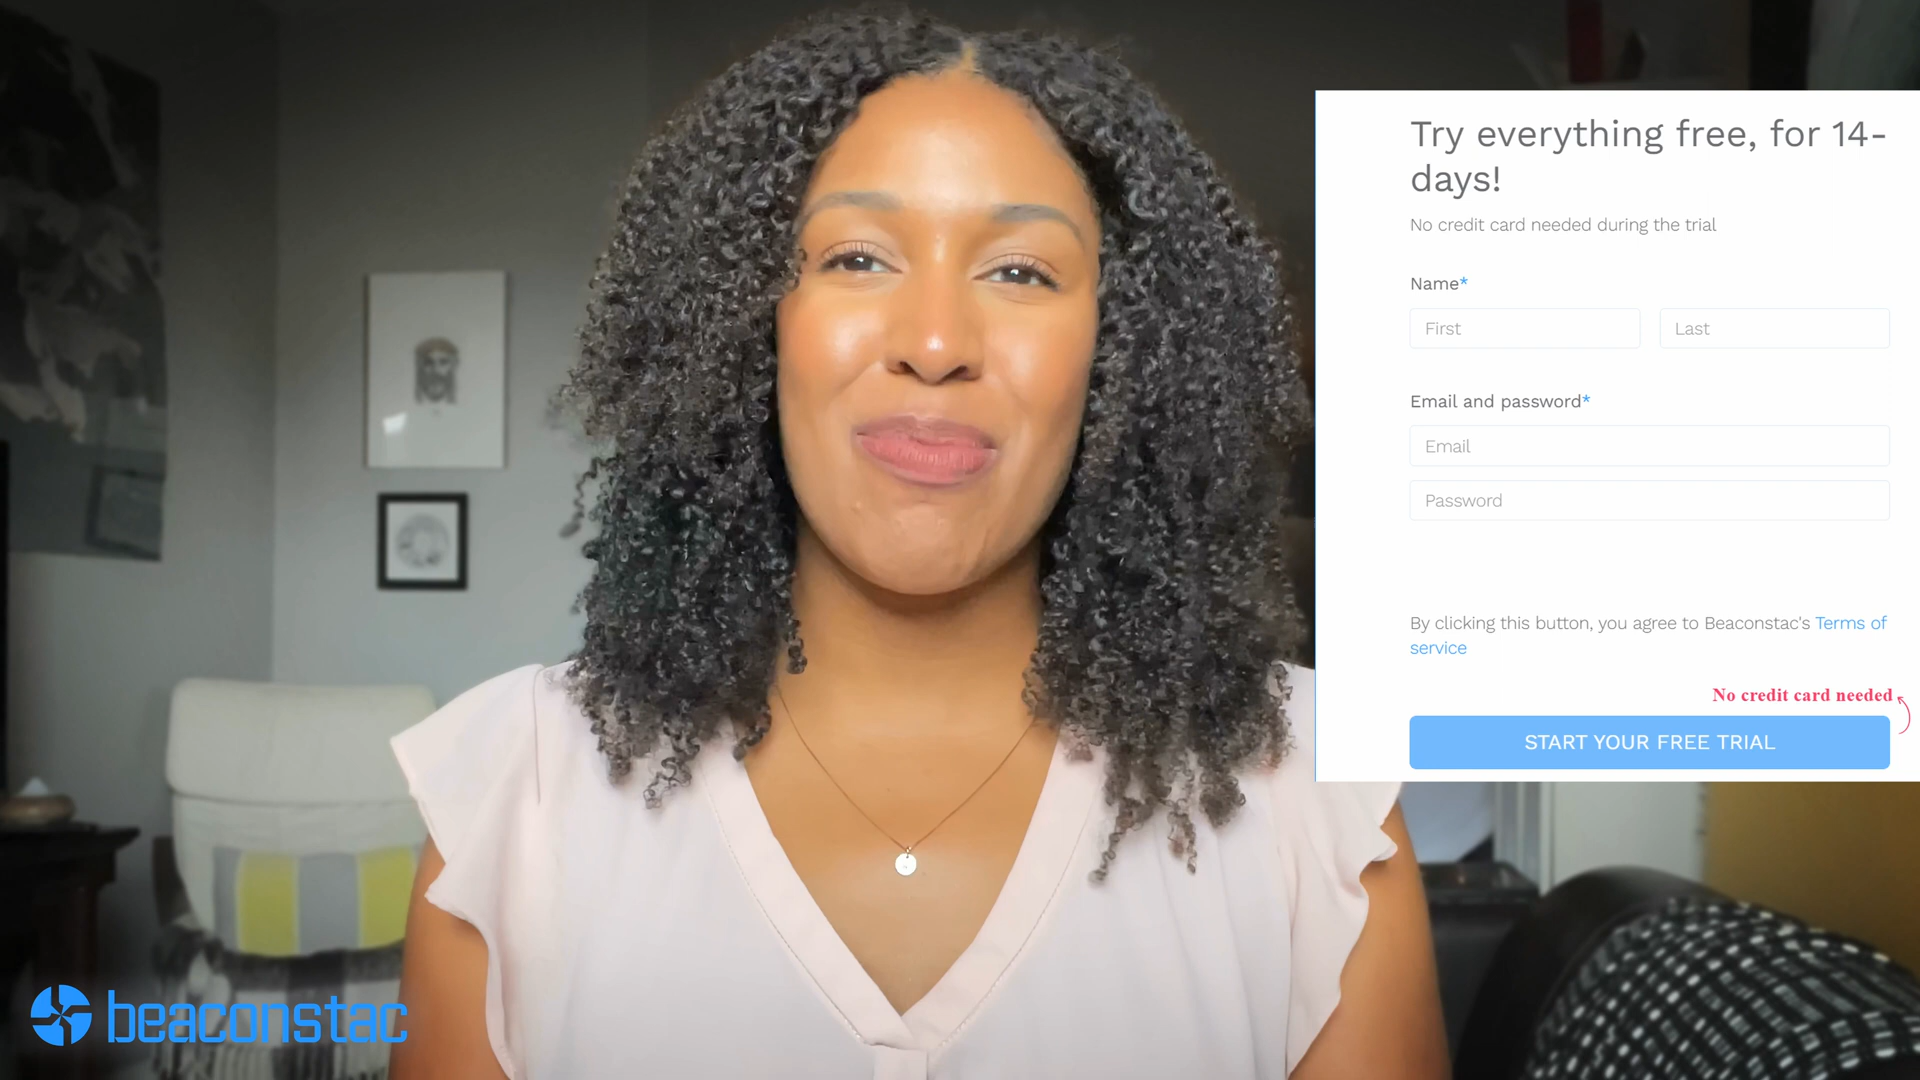 Try everything free, for 14-
days!
No credit card needed during the trial
Name*
First
Last
Email and password*
Email
Password
By clicking this button, you agree to Beaconstac's Terms of
service
No credit card needed
START YOUR FREE TRIAL
beaconstac